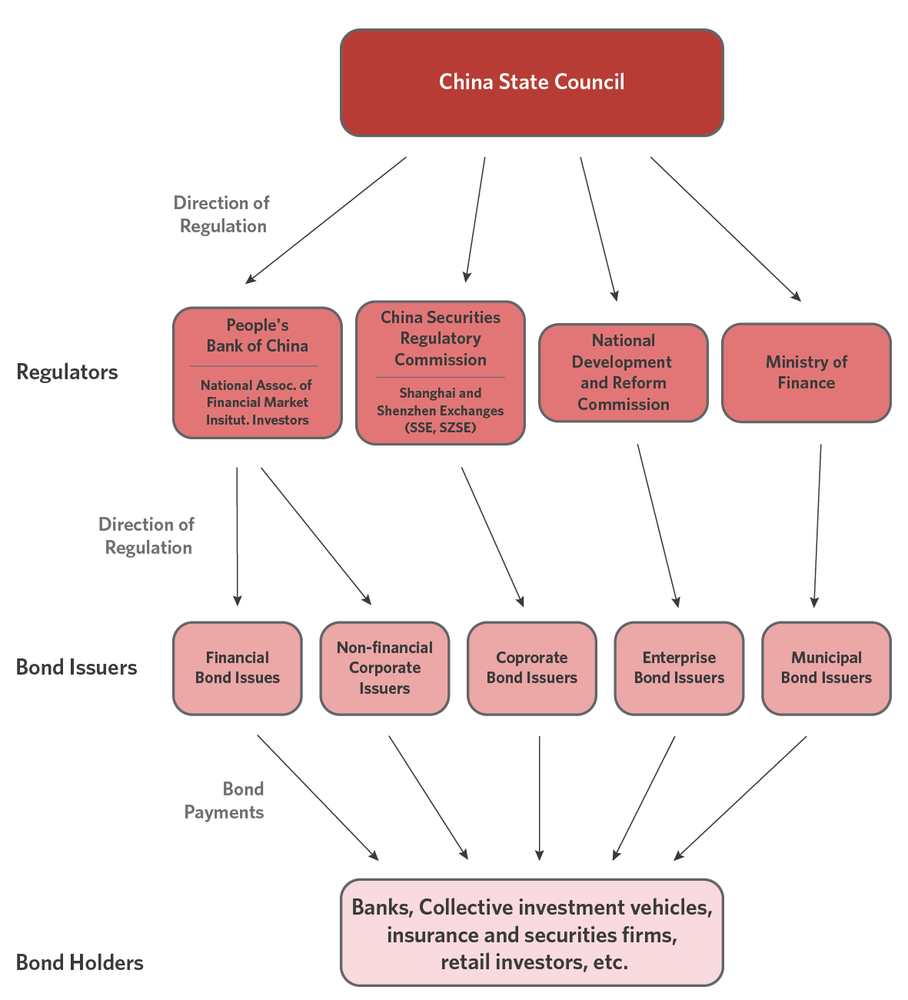 China State Council
Direction of
Regulation
Regulators
People's
Bank of China
National Assoc. of
Financial Market
Insitut. Investors
China Securities
Regulatory
Commission
Shanghai and
Shenzhen Exchanges
(SSE, SZSE)
National
Development
and Reform
Commission
Ministry of
Finance
Direction of
Regulation
Bond Issuers
Financial
Bond Issues
Non-financial
Corporate
Issuers
Coprorate
Bond Issuers
Enterprise
Bond Issuers
Municipal
Bond Issuers
Bond
Payments
Bond Holders
Banks, Collective investment vehicles,
insurance and securities firms,
retail investors, etc.